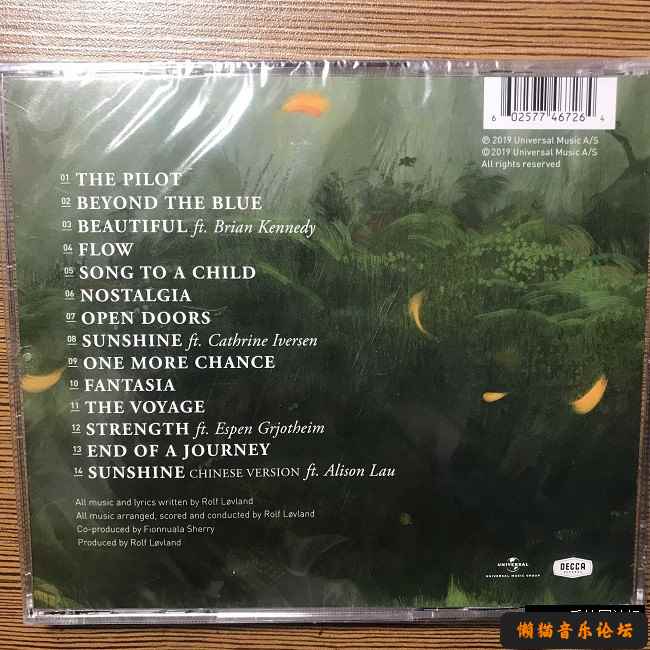 6 02577 46726 4
℗ 2019 Universal Music A/S
© 2019 Universal Music A/S
All rights reserved
01 THE PILOT
02 BEYOND THE BLUE
03 BEAUTIFUL ft. Brian Kennedy
04 FLOW
05 SONG TO A CHILD
06 NOSTALGIA
07 OPEN DOORS
08 SUNSHINE ft. Cathrine Iversen
09 ONE MORE CHANCE
10 FANTASIA
11 THE VOYAGE
12 STRENGTH ft. Espen Grjotheim
13 END OF A JOURNEY
14 SUNSHINE CHINESE VERSION ft. Alison Lau
All music and lyrics written by Rolf Løvland
All music arranged, scored and conducted by Rolf Løvland
Co-produced by Fionnuala Sherry
Produced by Rolf Løvland
UNIVERSAL
UNIVERSAL MUSIC GROUP
DECCA
RECORDS
懒猫音乐论坛